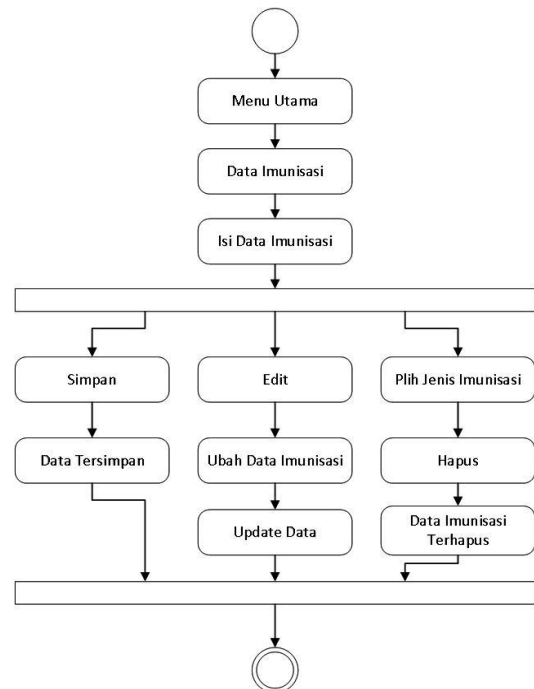 Menu Utama
Data Imunisasi
Isi Data Imunisasi
Simpan
Edit
Plih Jenis Imunisasi
Data Tersimpan
Ubah Data Imunisasi
Hapus
Update Data
Data Imunisasi
Terhapus